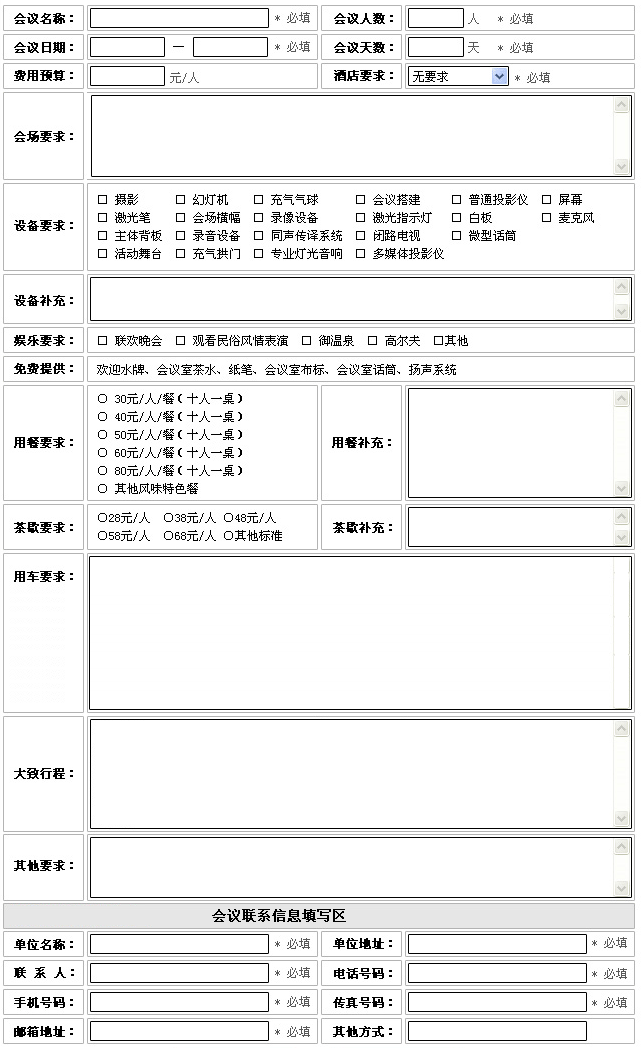 会议名称： * 必填 会议人数： 人 * 必填
会议日期： — * 必填 会议天数： 天 * 必填
费用预算： 元/人 酒店要求： 无要求 * 必填
会场要求：
设备要求： 摄影 幻灯机 充气气球 会议搭建 普通投影仪 屏幕
激光笔 会场横幅 录像设备 激光指示灯 白板 麦克风
主体背板 录音设备 同声传译系统 闭路电视 微型话筒
活动舞台 充气拱门 专业灯光音响 多媒体投影仪
设备补充：
娱乐要求： 联欢晚会 观看民俗风情表演 御温泉 高尔夫 其他
免费提供： 欢迎水牌、会议室茶水、纸笔、会议室布标、会议室话筒、扬声系统
用餐要求： 30元/人/餐（十人一桌）
40元/人/餐（十人一桌）
50元/人/餐（十人一桌）
60元/人/餐（十人一桌）
80元/人/餐（十人一桌）
其他风味特色餐
用餐补充：
茶歇要求： 28元/人 38元/人 48元/人
58元/人 68元/人 其他标准
茶歇补充：
用车要求：
大致行程：
其他要求：
会议联系信息填写区
单位名称： * 必填 单位地址： * 必填
联 系 人： * 必填 电话号码： * 必填
手机号码： * 必填 传真号码： * 必填
邮箱地址： * 必填 其他方式：